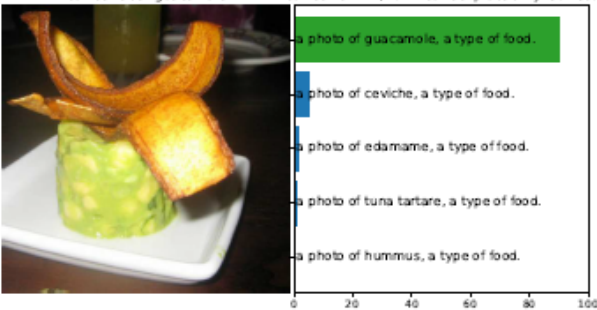 a photo of guacamole, a type of food.
a photo of ceviche, a type of food.
a photo of edamame, a type of food.
a photo of tuna tartare, a type of food.
a photo of hummus, a type of food.
0 20 40 60 80 100